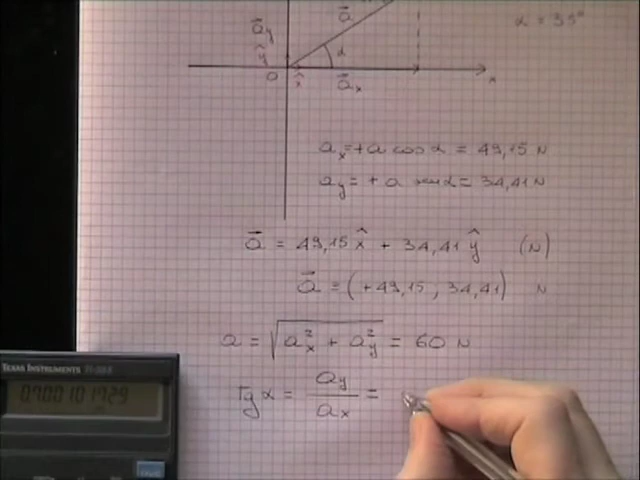 a⃗y a⃗ α = 35°
ŷ α
O x̂ a⃗x x
ax = +a cos α = 49,15 N
ay = + a sen α = 34,41 N
a⃗ = 49,15 x̂ + 34,41 ŷ (N)
a⃗ = (+49,15 ; 34,41) N
a = √(ax² + ay²) = 60 N
Tg α = ay / ax =
TEXAS INSTRUMENTS
0.700101729